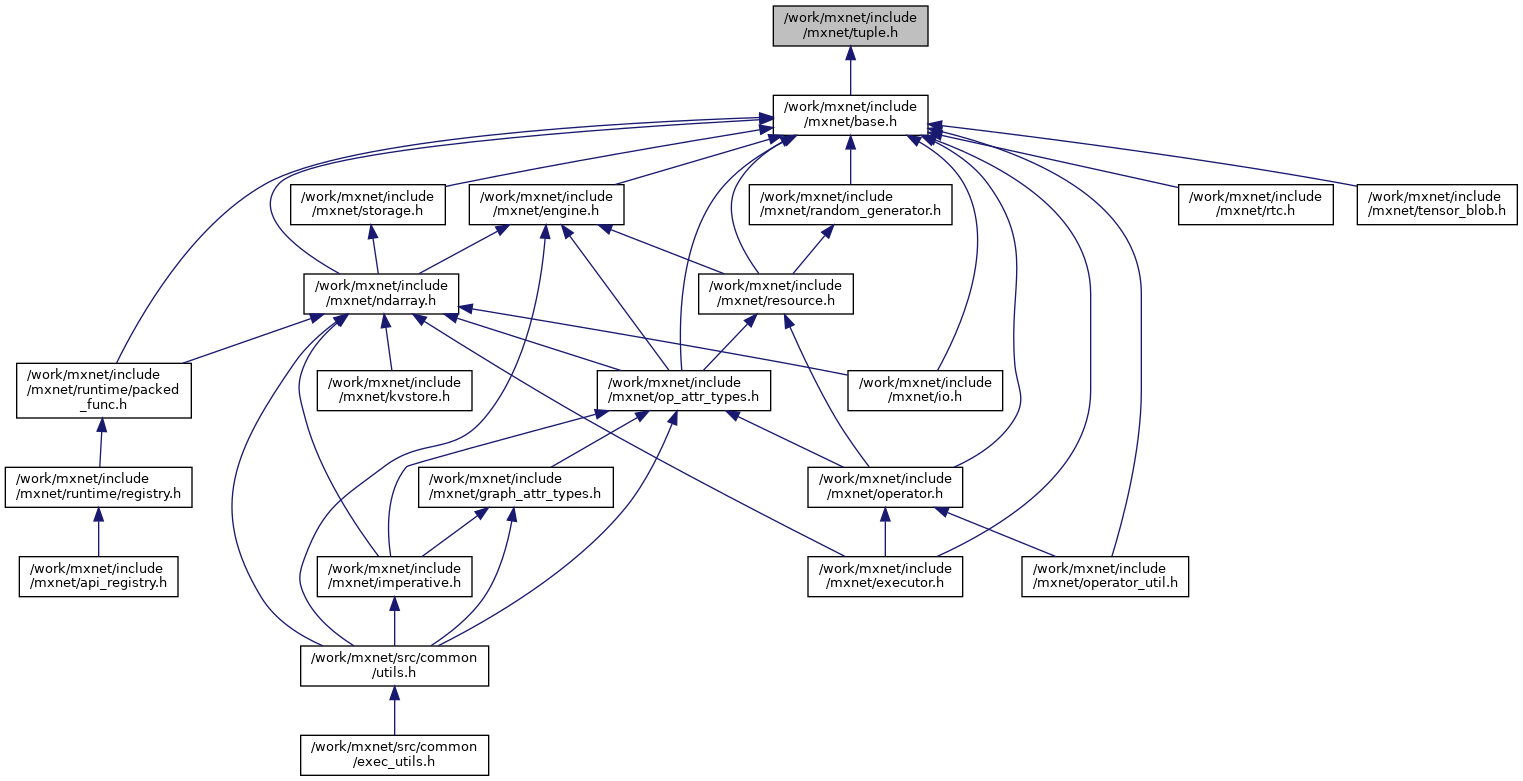 /work/mxnet/include
/mxnet/tuple.h
/work/mxnet/include
/mxnet/base.h
/work/mxnet/include
/mxnet/storage.h
/work/mxnet/include
/mxnet/engine.h
/work/mxnet/include
/mxnet/random_generator.h
/work/mxnet/include
/mxnet/rtc.h
/work/mxnet/include
/mxnet/tensor_blob.h
/work/mxnet/include
/mxnet/ndarray.h
/work/mxnet/include
/mxnet/resource.h
/work/mxnet/include
/mxnet/runtime/packed
_func.h
/work/mxnet/include
/mxnet/kvstore.h
/work/mxnet/include
/mxnet/op_attr_types.h
/work/mxnet/include
/mxnet/io.h
/work/mxnet/include
/mxnet/runtime/registry.h
/work/mxnet/include
/mxnet/graph_attr_types.h
/work/mxnet/include
/mxnet/operator.h
/work/mxnet/include
/mxnet/api_registry.h
/work/mxnet/include
/mxnet/imperative.h
/work/mxnet/include
/mxnet/executor.h
/work/mxnet/include
/mxnet/operator_util.h
/work/mxnet/src/common
/utils.h
/work/mxnet/src/common
/exec_utils.h